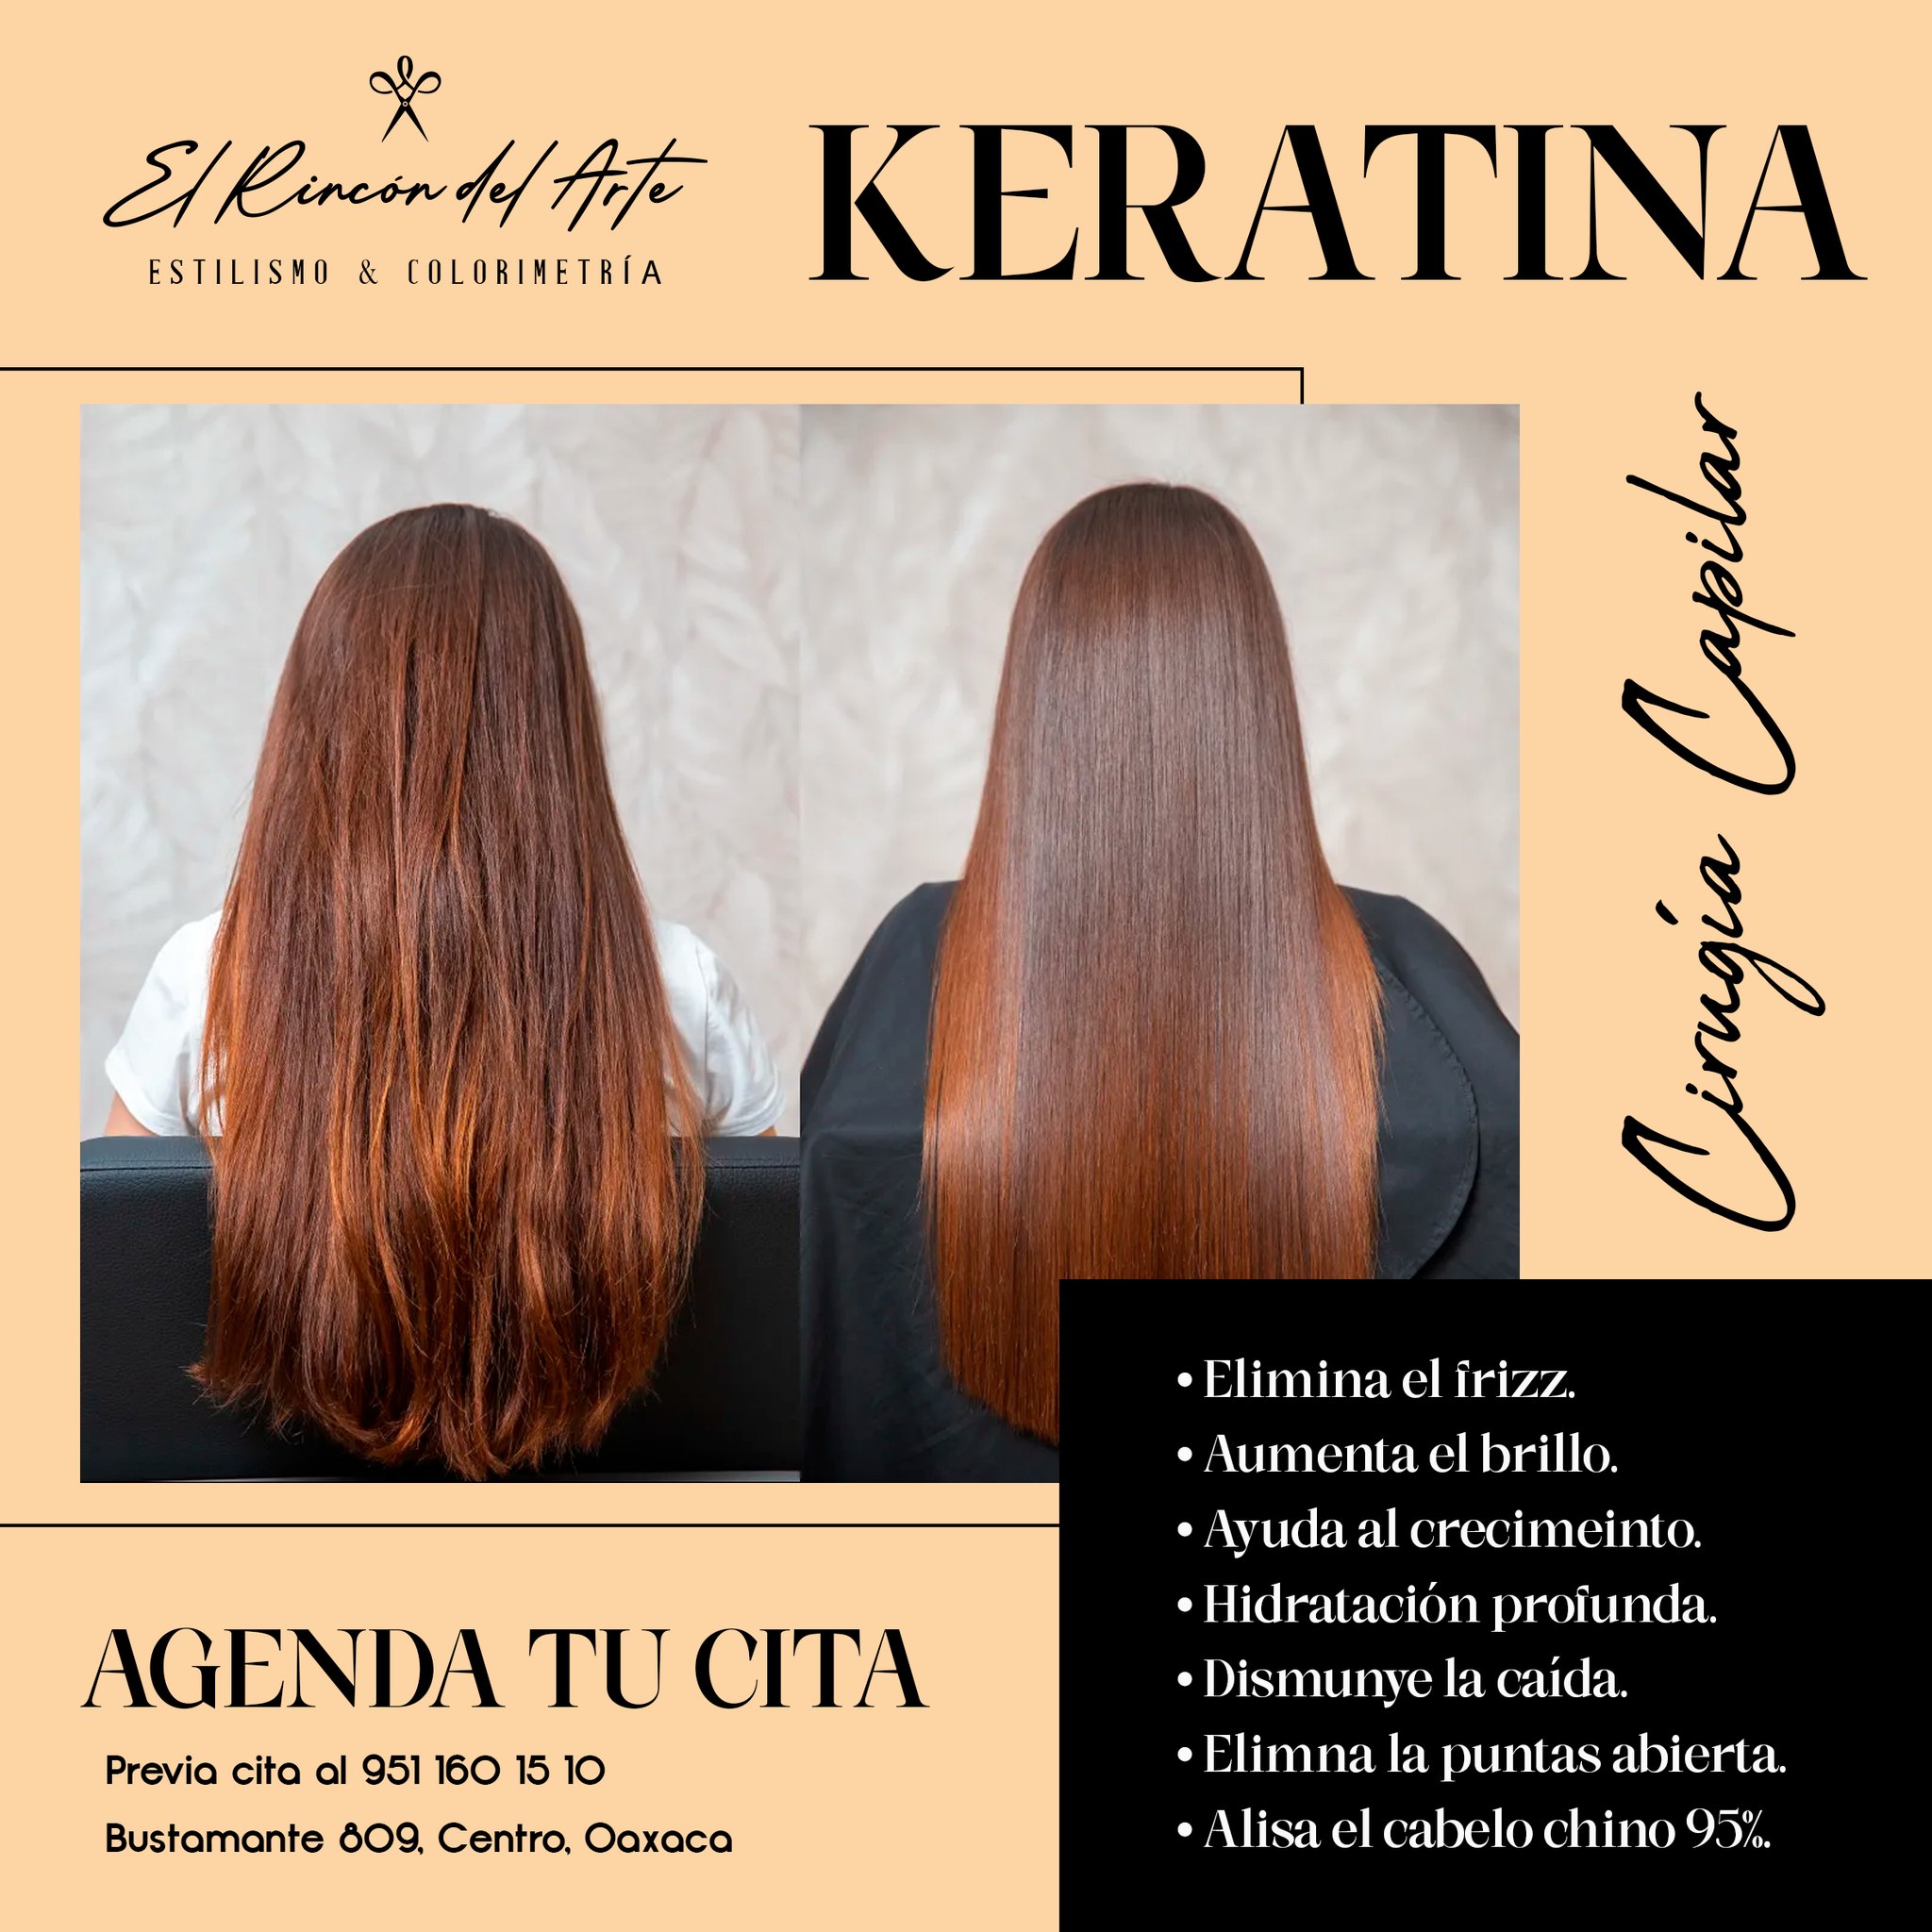 El Rincón del Arte
ESTILISMO & COLORIMETRÍA
KERATINA
Cirugía Capilar
• Elimina el frizz.
• Aumenta el brillo.
• Ayuda al crecimeinto.
• Hidratación profunda.
• Dismunye la caída.
• Elimna la puntas abierta.
• Alisa el cabelo chino 95%.
AGENDA TU CITA
Previa cita al 951 160 15 10
Bustamante 809, Centro, Oaxaca